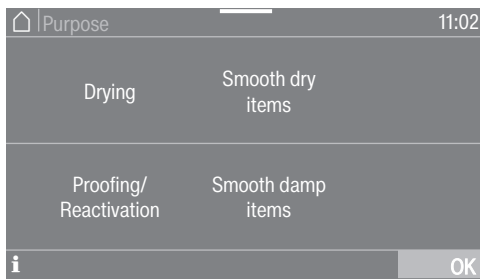 Purpose 11:02
Drying
Smooth dry
items
Proofing/
Reactivation
Smooth damp
items
i OK